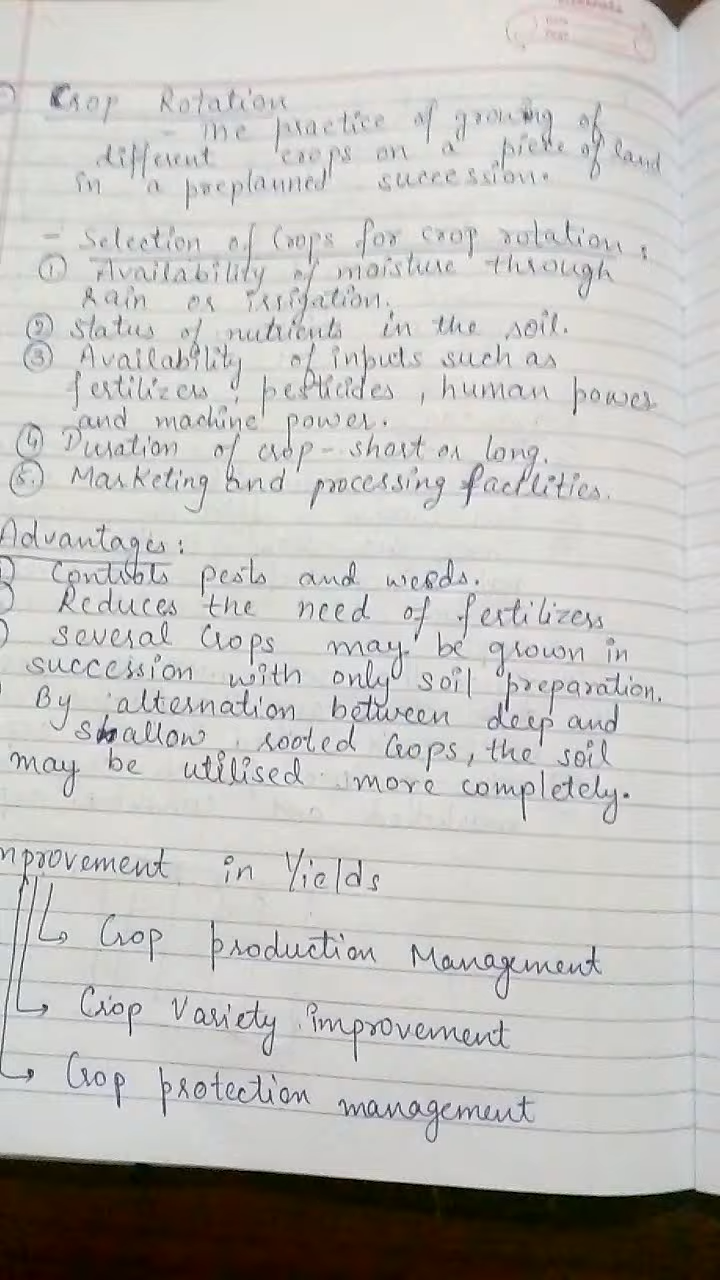 Crop Rotation
- The practice of growing of
different crops on a piece of land
in a preplanned succession.
- Selection of Crops for crop rotation:
① Availability of moisture through
Rain or irrigation.
② Status of nutrients in the soil.
③ Availability of inputs such as
fertilizers, pesticides, human power
and machine power.
④ Duration of crop - short or long.
⑤. Marketing and processing facilities.
Advantages:
Controls pests and weeds.
Reduces the need of fertilizers
Several Crops may be grown in
succession with only soil preparation.
By alternation between deep and
shallow rooted Crops, the soil
may be utilised more completely.
mprovement in Yields
↳ Crop production Management
↳ Crop Variety improvement
↳ Crop protection management